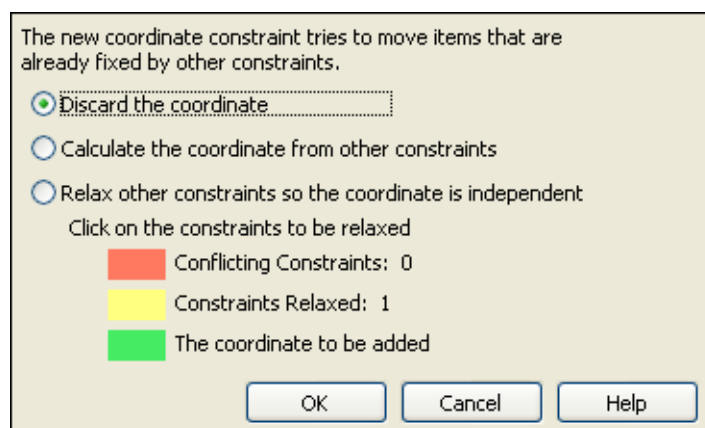 The new coordinate constraint tries to move items that are
already fixed by other constraints.
Discard the coordinate
Calculate the coordinate from other constraints
Relax other constraints so the coordinate is independent
Click on the constraints to be relaxed
Conflicting Constraints: 0
Constraints Relaxed: 1
The coordinate to be added
OK Cancel Help